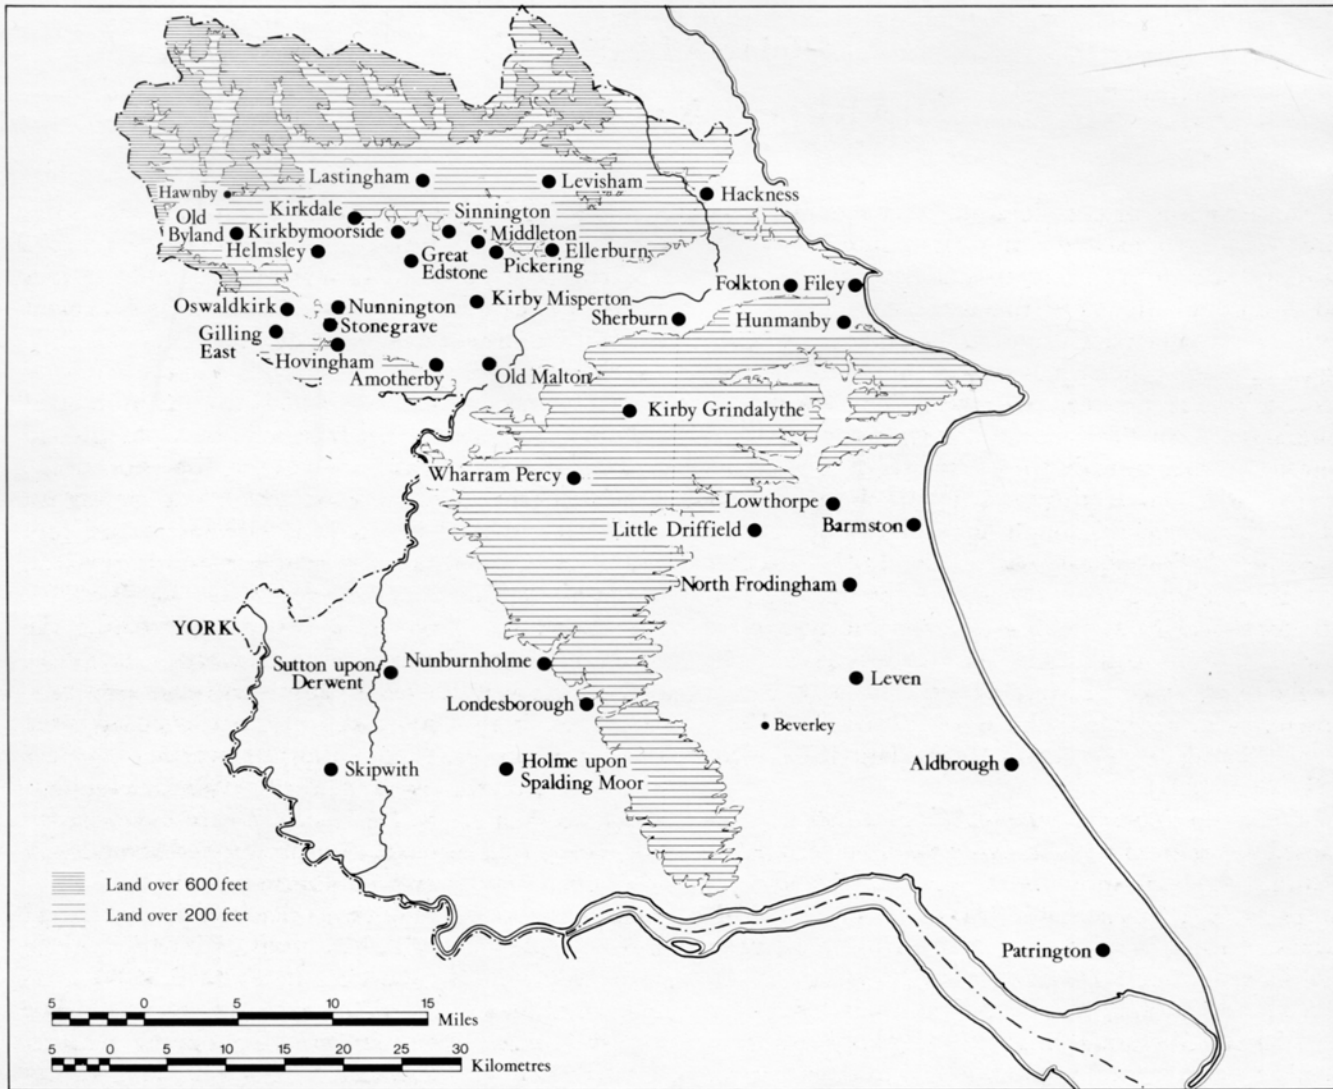 Lastingham
Levisham
Hawnby
Hackness
Kirkdale
Sinnington
Old
Byland
Kirkbymoorside
Middleton
Helmsley
Great
Edstone
Pickering
Ellerburn
Folkton
Filey
Oswaldkirk
Nunnington
Kirby Misperton
Sherburn
Hunmanby
Gilling
East
Stonegrave
Hovingham
Amotherby
Old Malton
Kirby Grindalythe
Wharram Percy
Lowthorpe
Little Driffield
Barmston
North Frodingham
YORK
Sutton upon
Derwent
Nunburnholme
Leven
Londesborough
Beverley
Skipwith
Holme upon
Spalding Moor
Aldbrough
Land over 600 feet
Land over 200 feet
Patrington
5 0 5 10 15
Miles
5 0 5 10 15 20 25 30
Kilometres